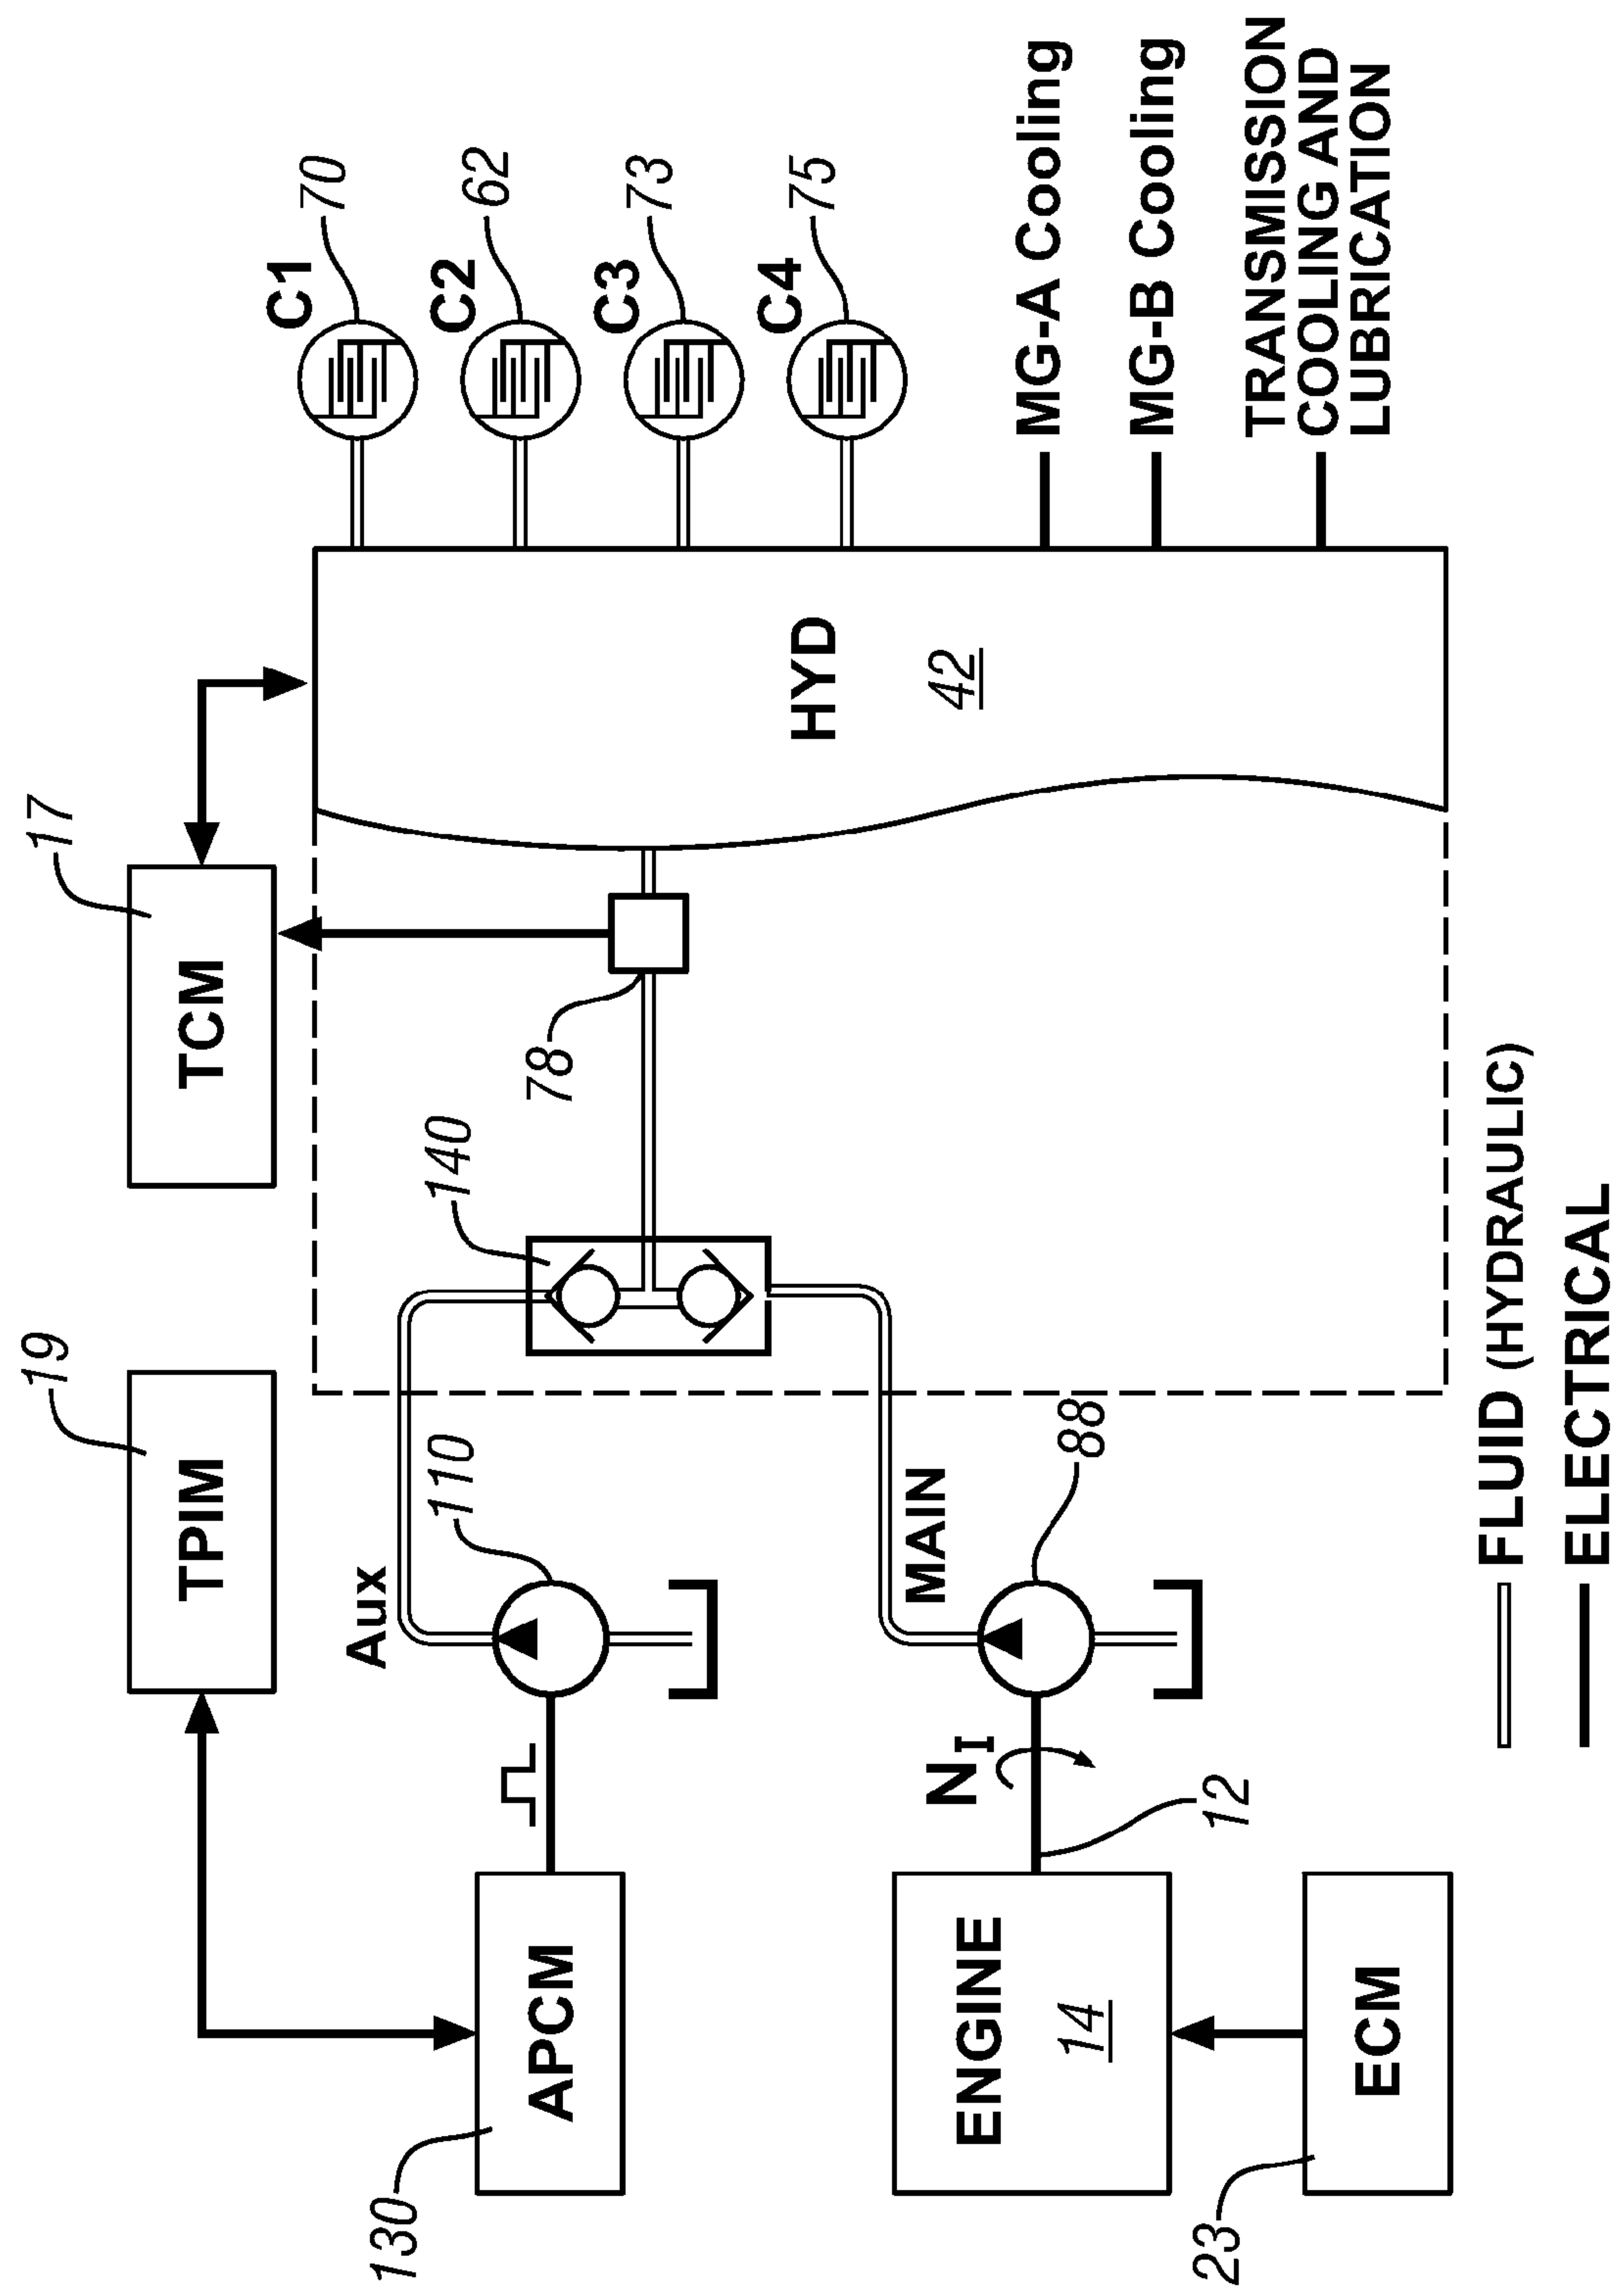 19
TPIM
17
TCM
130
APCM
Aux
110
140
78
HYD
42
C1
70
C2
62
C3
73
C4
75
MG-A Cooling
MG-B Cooling
TRANSMISSION
COOLING AND
LUBRICATION
ENGINE
14
N_I
12
MAIN
88
23
ECM
FLUID (HYDRAULIC)
ELECTRICAL